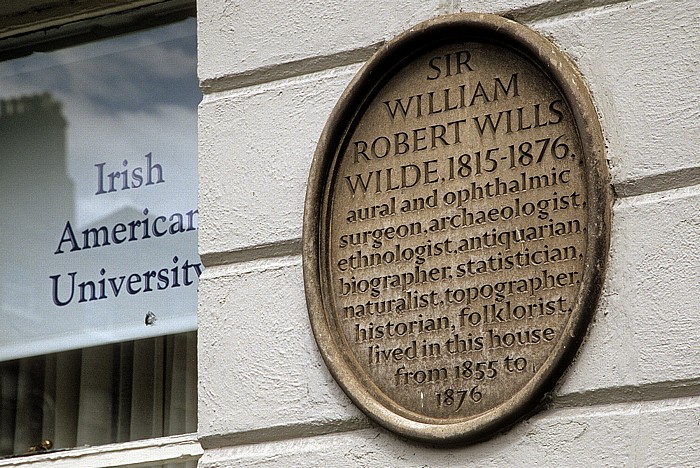 Irish
American
University
SIR
WILLIAM
ROBERT WILLS
WILDE. 1815-1876.
aural and ophthalmic
surgeon, archaeologist,
ethnologist, antiquarian,
biographer, statistician,
naturalist, topographer,
historian, folklorist,
lived in this house
from 1855 to
1876